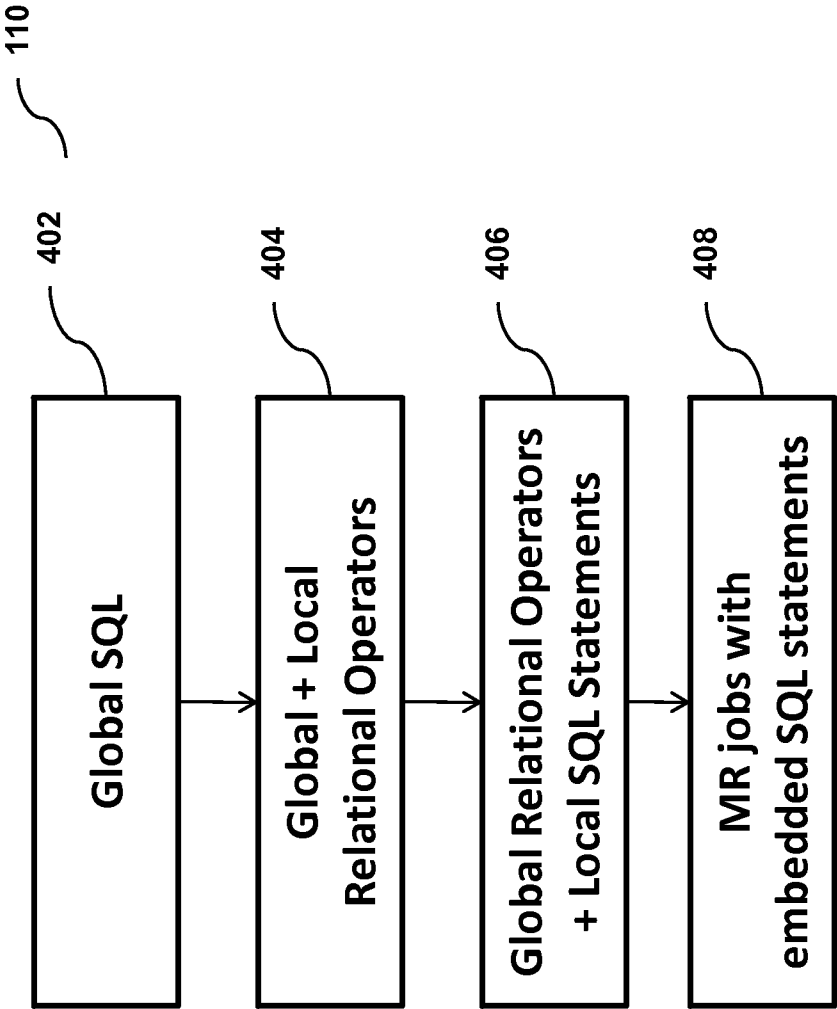 110
402
Global SQL
404
Global + Local
Relational Operators
406
Global Relational Operators
+ Local SQL Statements
408
MR jobs with
embedded SQL statements